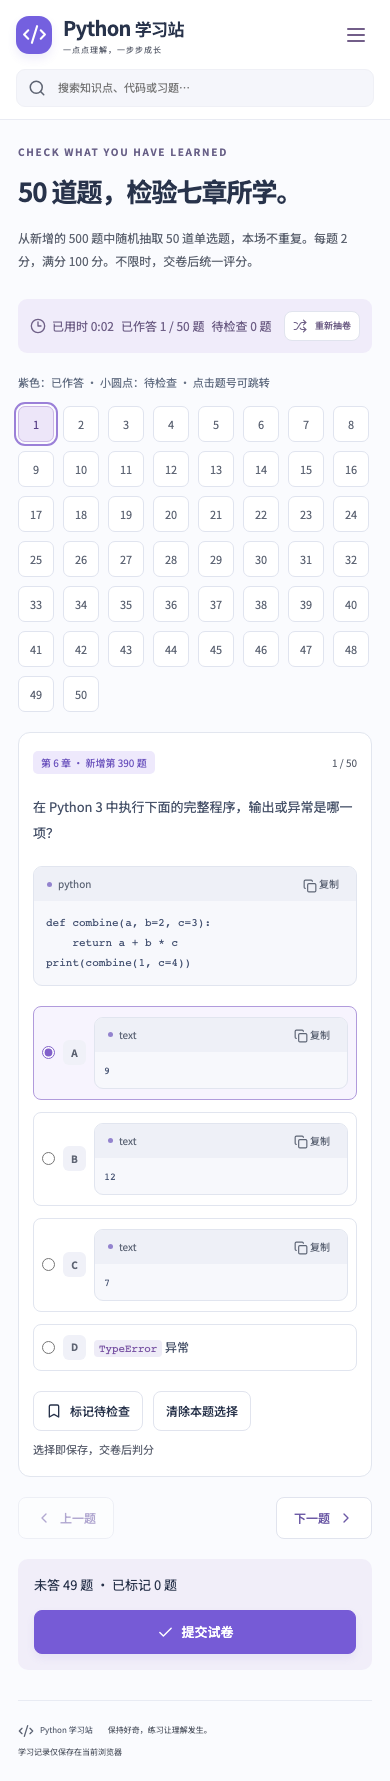 Python 学习站
一点点理解，一步步成长
搜索知识点、代码或习题…
CHECK WHAT YOU HAVE LEARNED
50 道题，检验七章所学。
从新增的 500 题中随机抽取 50 道单选题，本场不重复。每题 2
分，满分 100 分。不限时，交卷后统一评分。
已用时 0:02 已作答 1 / 50 题 待检查 0 题 重新抽卷
紫色：已作答 · 小圆点：待检查 · 点击题号可跳转
1 2 3 4 5 6 7 8
9 10 11 12 13 14 15 16
17 18 19 20 21 22 23 24
25 26 27 28 29 30 31 32
33 34 35 36 37 38 39 40
41 42 43 44 45 46 47 48
49 50
第 6 章 · 新增第 390 题 1 / 50
在 Python 3 中执行下面的完整程序，输出或异常是哪一
项？
python 复制
def combine(a, b=2, c=3):
    return a + b * c
print(combine(1, c=4))
text 复制
A
9
text 复制
B
12
text 复制
C
7
D TypeError 异常
标记待检查 清除本题选择
选择即保存，交卷后判分
上一题 下一题
未答 49 题 · 已标记 0 题
提交试卷
Python 学习站 保持好奇，练习让理解发生。
学习记录仅保存在当前浏览器